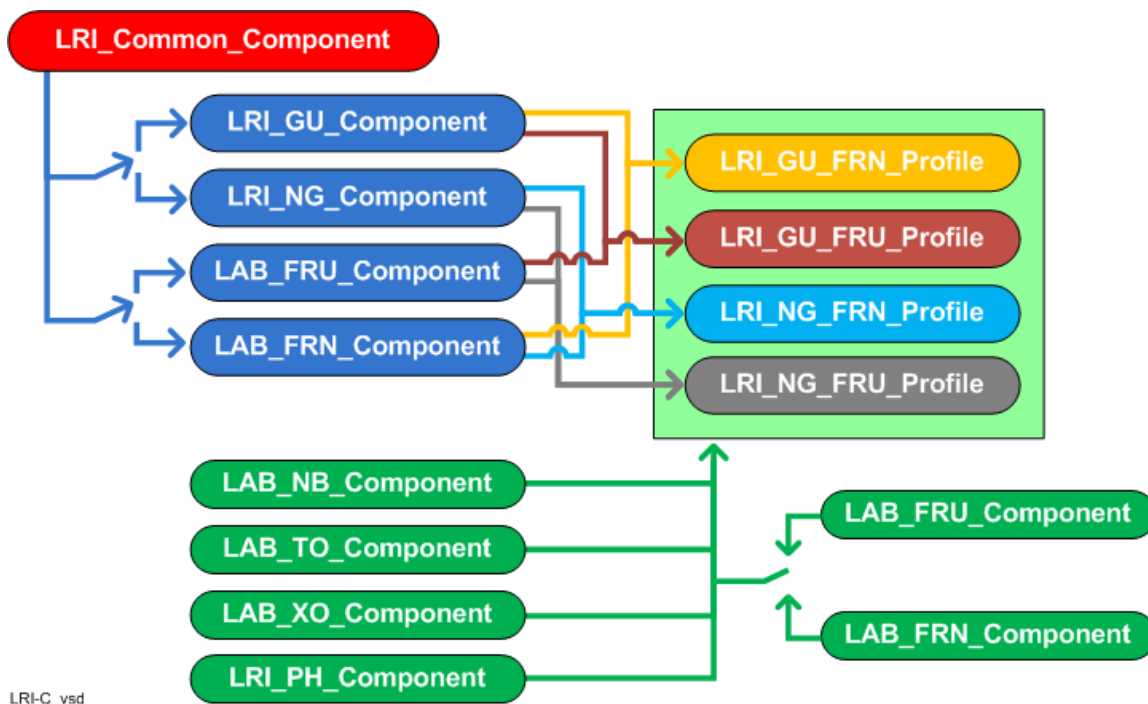 LRI_Common_Component
LRI_GU_Component
LRI_NG_Component
LAB_FRU_Component
LAB_FRN_Component
LRI_GU_FRN_Profile
LRI_GU_FRU_Profile
LRI_NG_FRN_Profile
LRI_NG_FRU_Profile
LAB_NB_Component
LAB_TO_Component
LAB_XO_Component
LRI_PH_Component
LAB_FRU_Component
LAB_FRN_Component
LRI-C vsd